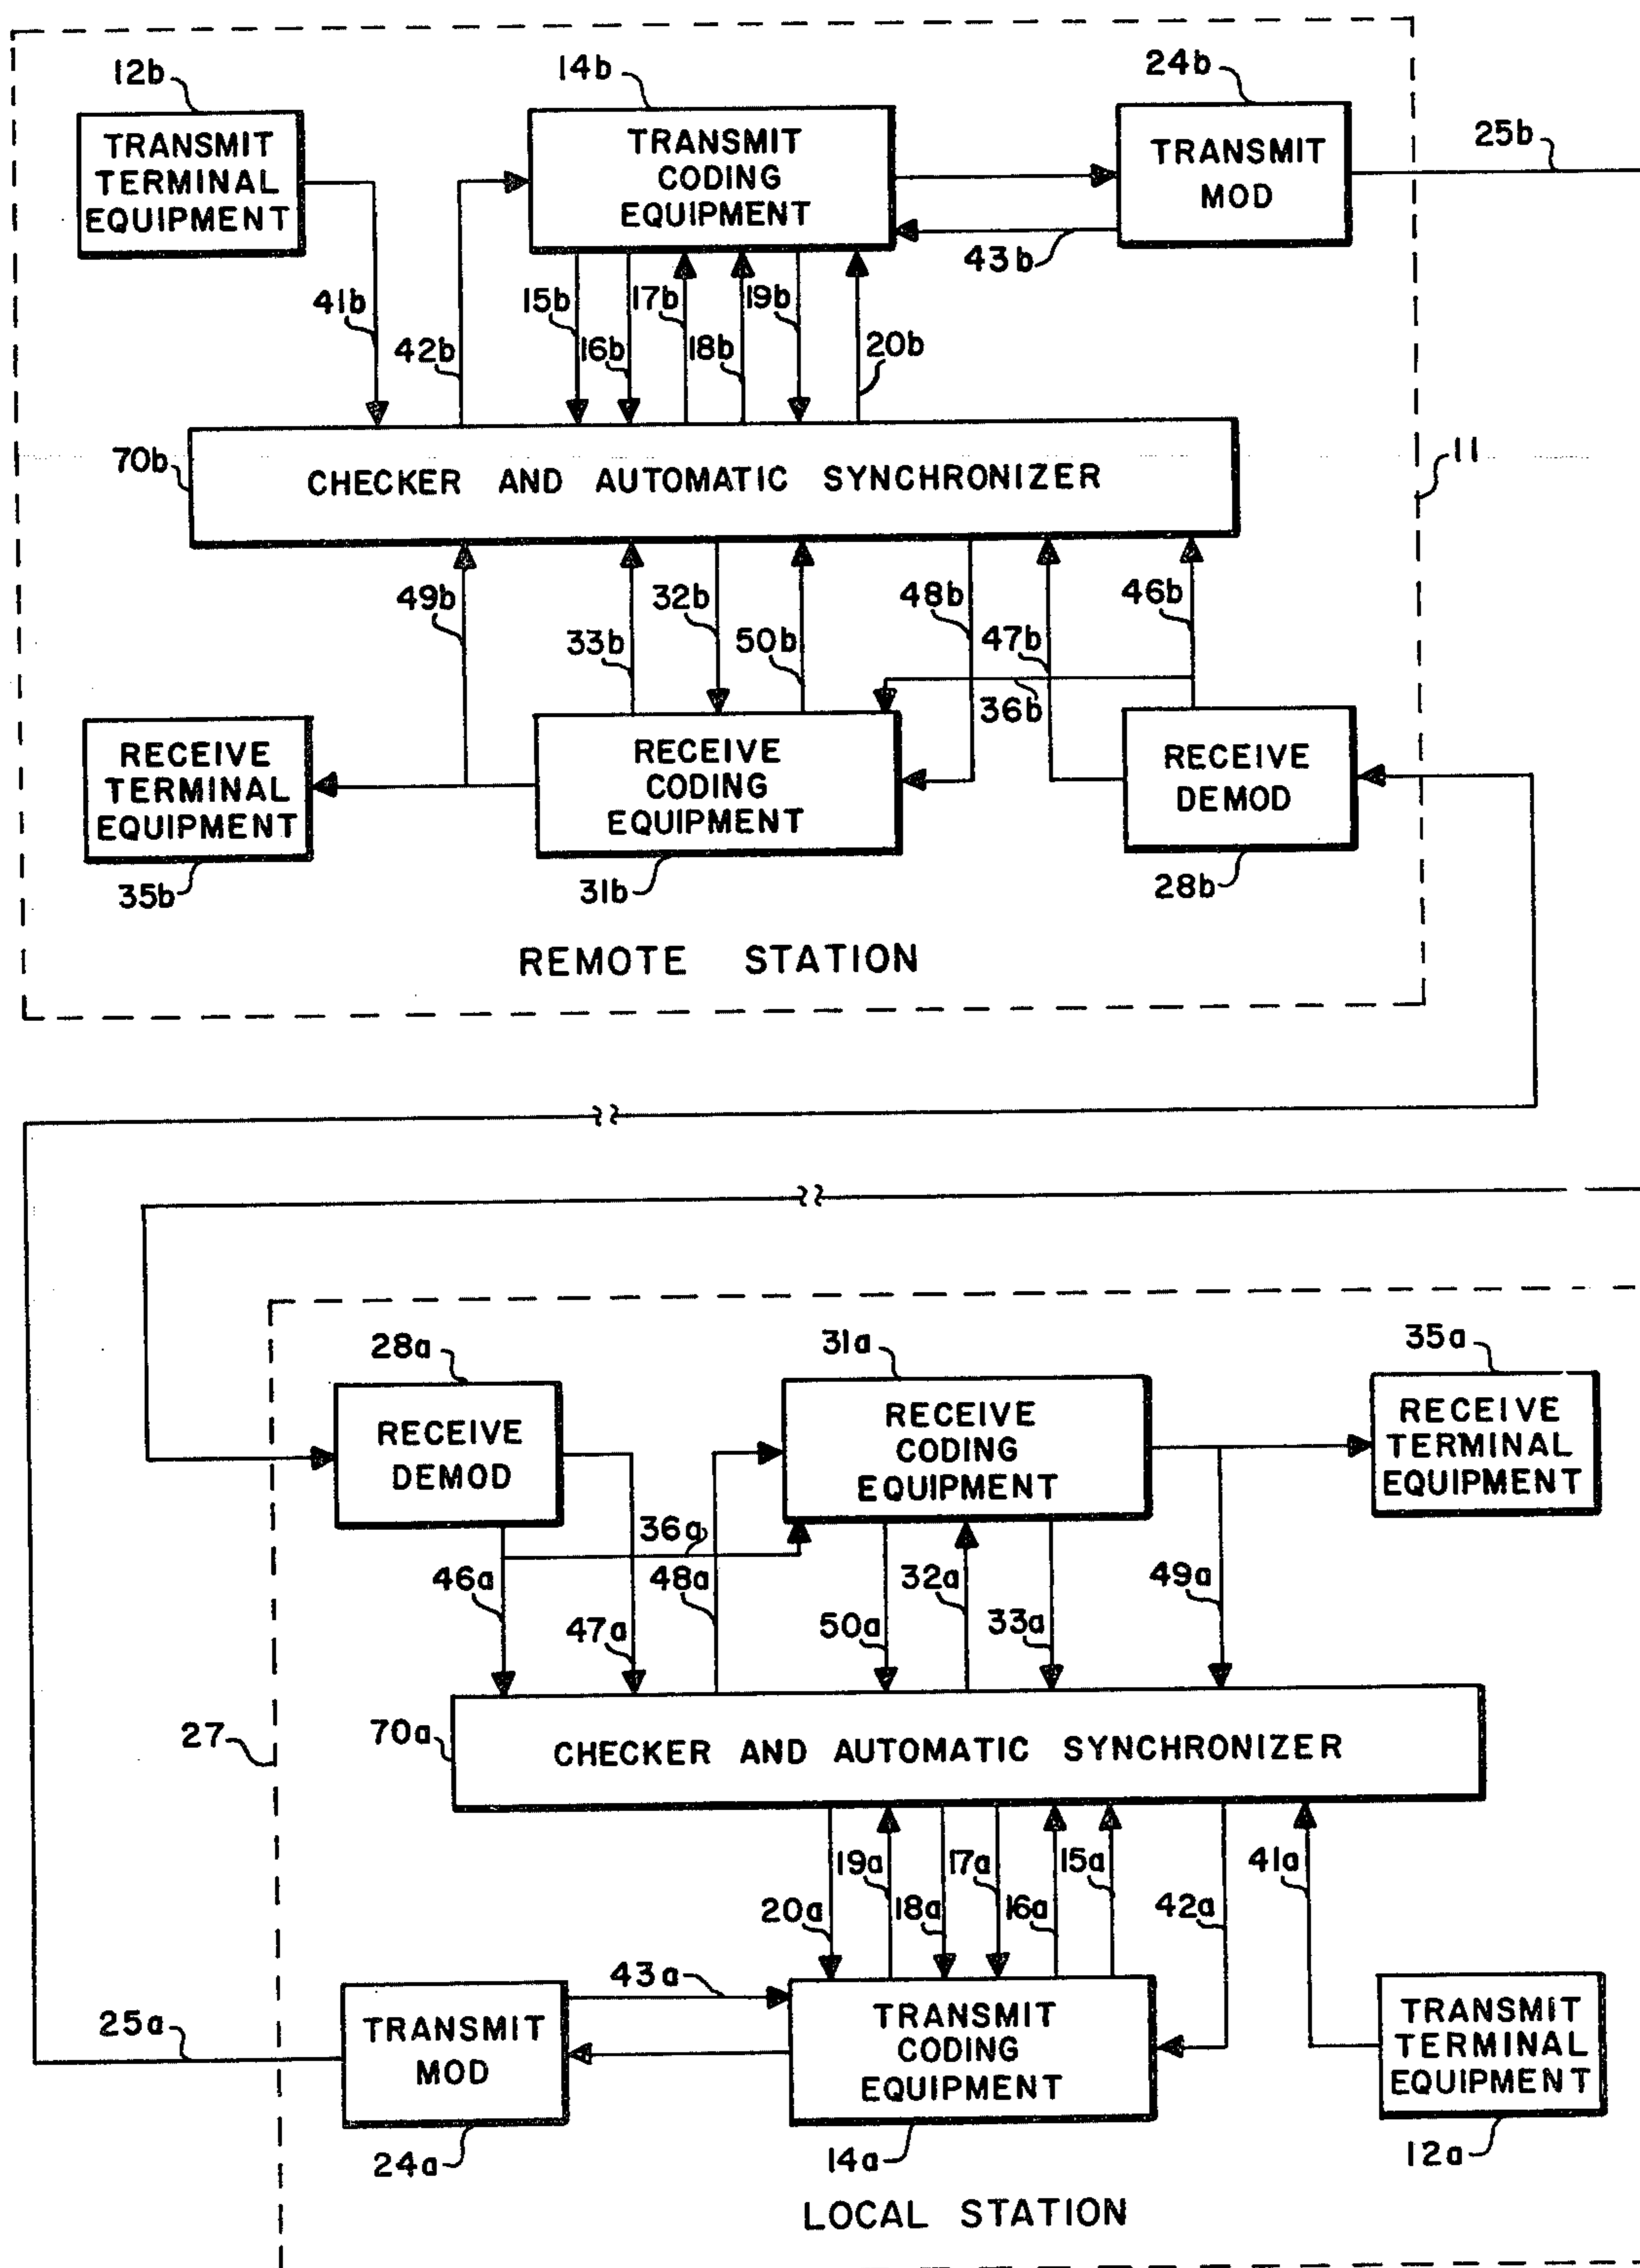 12b
14b
24b
25b
TRANSMIT
TERMINAL
EQUIPMENT
TRANSMIT
CODING
EQUIPMENT
TRANSMIT
MOD
43b
41b
42b
15b
16b
17b
18b
19b
20b
70b
CHECKER AND AUTOMATIC SYNCHRONIZER
11
49b
33b
32b
50b
48b
47b
46b
36b
RECEIVE
TERMINAL
EQUIPMENT
RECEIVE
CODING
EQUIPMENT
RECEIVE
DEMOD
35b
31b
28b
REMOTE STATION
28a
31a
35a
RECEIVE
DEMOD
RECEIVE
CODING
EQUIPMENT
RECEIVE
TERMINAL
EQUIPMENT
36a
46a
47a
48a
50a
32a
33a
49a
27
70a
CHECKER AND AUTOMATIC SYNCHRONIZER
20a
19a
18a
17a
16a
15a
42a
41a
43a
25a
TRANSMIT
MOD
TRANSMIT
CODING
EQUIPMENT
TRANSMIT
TERMINAL
EQUIPMENT
24a
14a
12a
LOCAL STATION